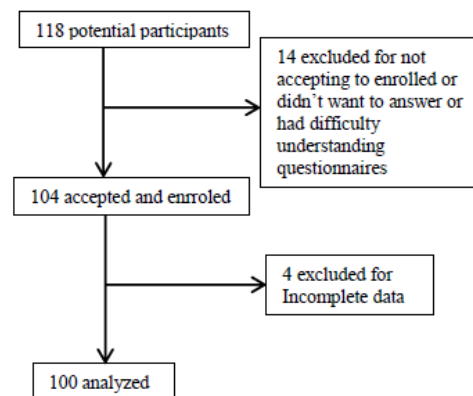 118 potential participants
14 excluded for not
accepting to enrolled or
didn’t want to answer or
had difficulty
understanding
questionnaires
104 accepted and enrroled
4 excluded for
Incomplete data
100 analyzed